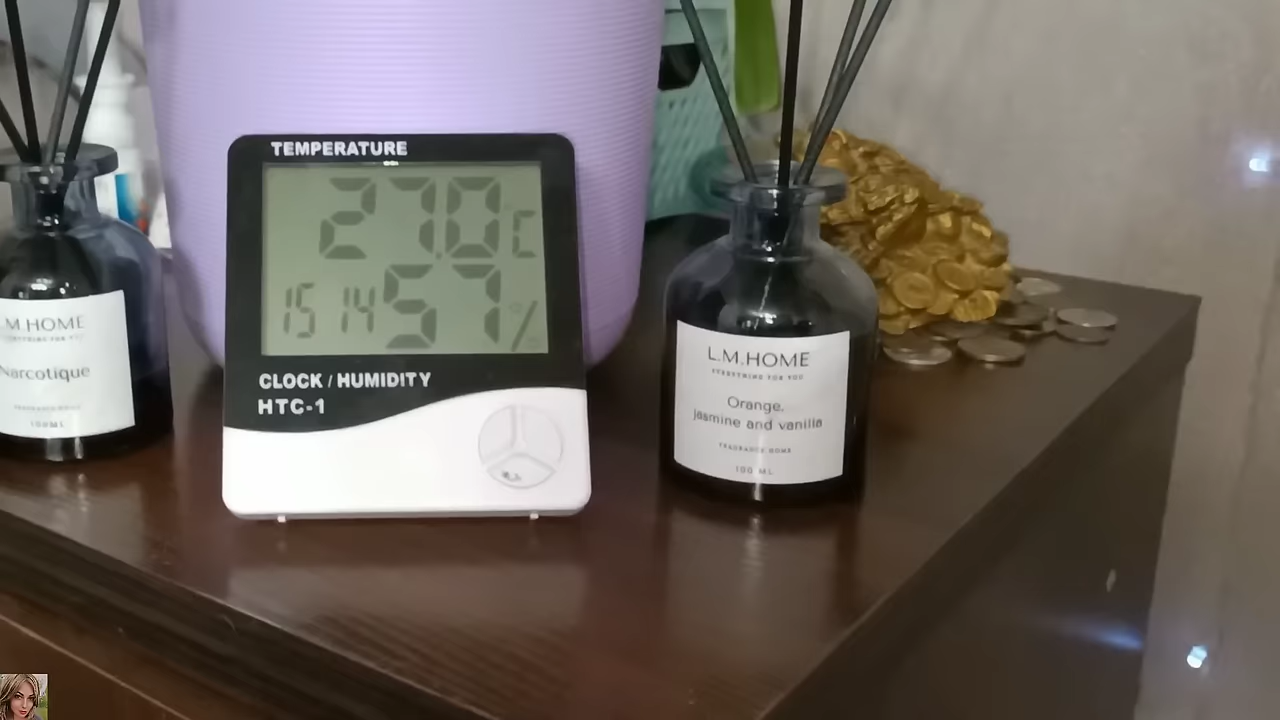 TEMPERATURE
27.0 C
15 14 57 %
CLOCK / HUMIDITY
HTC-1
L.M.HOME
EVERYTHING FOR YOU
Orange,
jasmine and vanilla
FRAGRANCE HOME
100 ML
.M.HOME
Narcotique
100ML